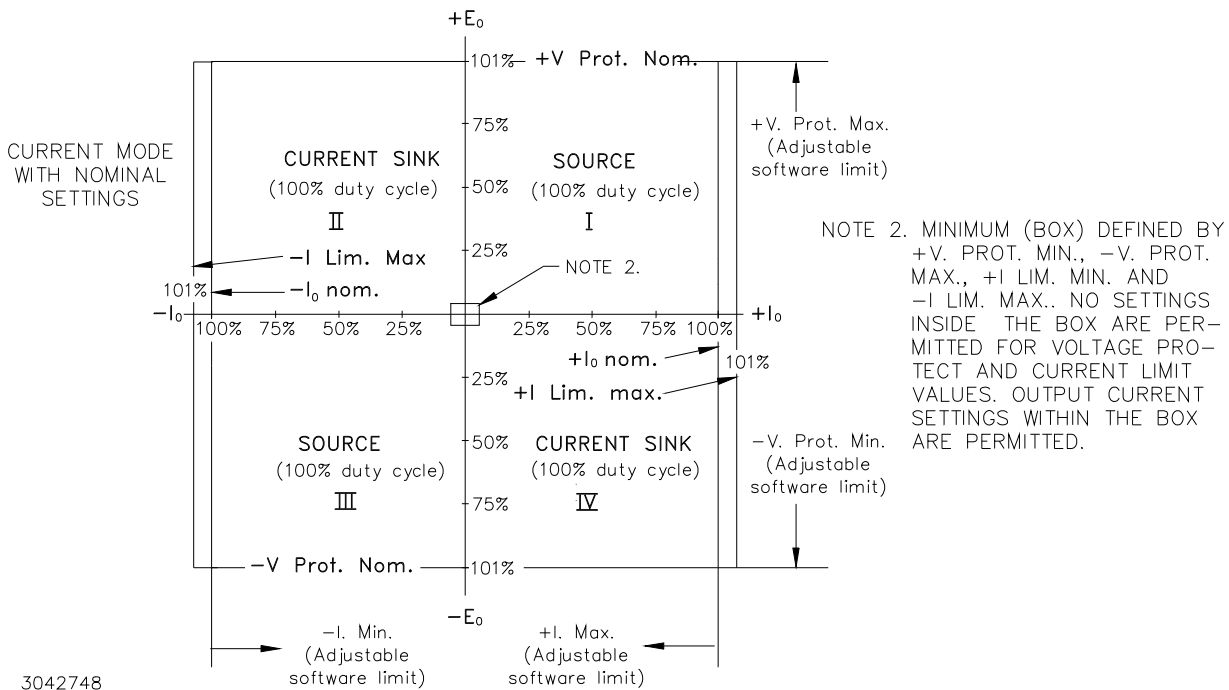 +E₀
101%
+V Prot. Nom.
75%
+V. Prot. Max.
(Adjustable
software limit)
CURRENT MODE
WITH NOMINAL
SETTINGS
CURRENT SINK
(100% duty cycle)
II
SOURCE
(100% duty cycle)
I
50%
25%
NOTE 2. MINIMUM (BOX) DEFINED BY
+V. PROT. MIN., −V. PROT.
MAX., +I LIM. MIN. AND
−I LIM. MAX.. NO SETTINGS
INSIDE THE BOX ARE PER−
MITTED FOR VOLTAGE PRO−
TECT AND CURRENT LIMIT
VALUES. OUTPUT CURRENT
SETTINGS WITHIN THE BOX
ARE PERMITTED.
−I Lim. Max
NOTE 2.
101%
−I₀ nom.
−I₀
100% 75% 50% 25% 25% 50% 75% 100%
+I₀
+I₀ nom.
101%
25%
+I Lim. max.
50%
SOURCE
(100% duty cycle)
III
CURRENT SINK
(100% duty cycle)
IV
−V. Prot. Min.
(Adjustable
software limit)
75%
−V Prot. Nom.
101%
−E₀
−I. Min.
(Adjustable
software limit)
+I. Max.
(Adjustable
software limit)
3042748